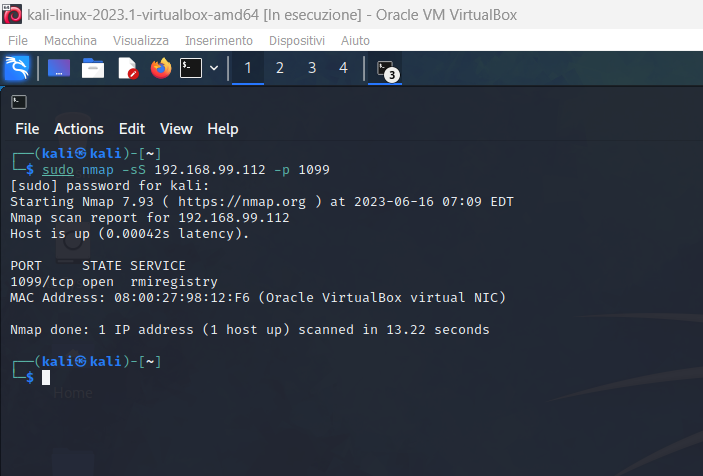 kali-linux-2023.1-virtualbox-amd64 [In esecuzione] - Oracle VM VirtualBox
File Macchina Visualizza Inserimento Dispositivi Aiuto
1 2 3 4 3
File Actions Edit View Help
┌──(kali㉿kali)-[~]
└─$ sudo nmap -sS 192.168.99.112 -p 1099
[sudo] password for kali:
Starting Nmap 7.93 ( https://nmap.org ) at 2023-06-16 07:09 EDT
Nmap scan report for 192.168.99.112
Host is up (0.00042s latency).
PORT     STATE SERVICE
1099/tcp open  rmiregistry
MAC Address: 08:00:27:98:12:F6 (Oracle VirtualBox virtual NIC)
Nmap done: 1 IP address (1 host up) scanned in 13.22 seconds
┌──(kali㉿kali)-[~]
└─$
Home